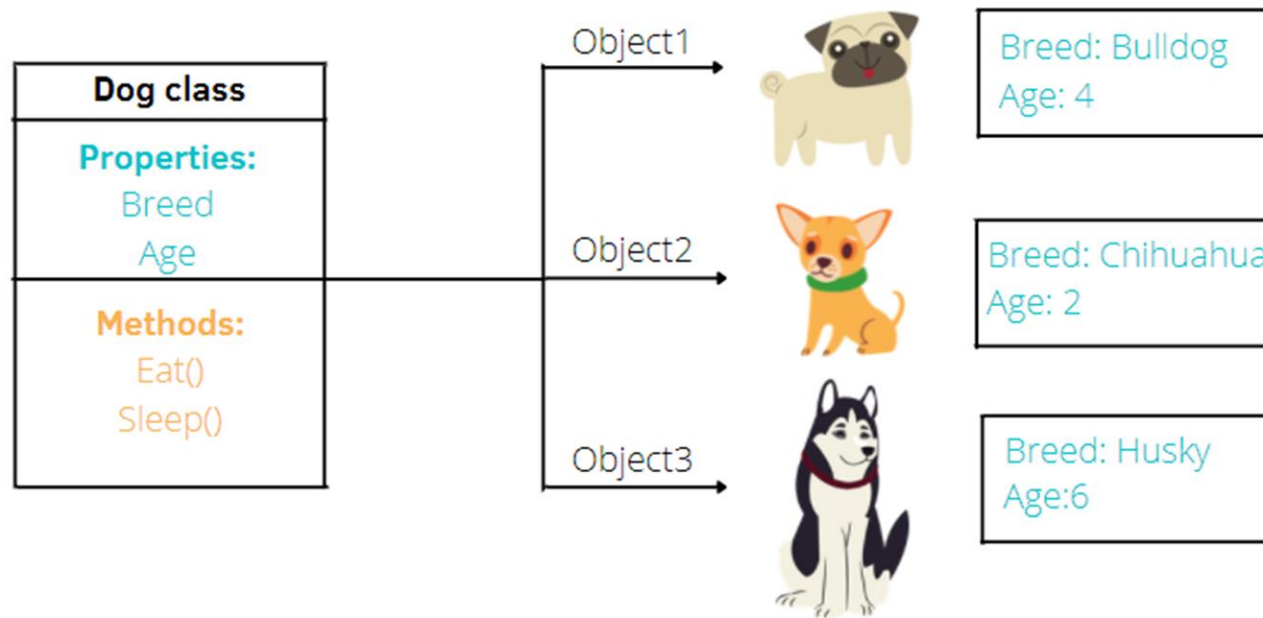 Dog class
Properties:
Breed
Age
Methods:
Eat()
Sleep()
Object1
Breed: Bulldog
Age: 4
Object2
Breed: Chihuahua
Age: 2
Object3
Breed: Husky
Age:6